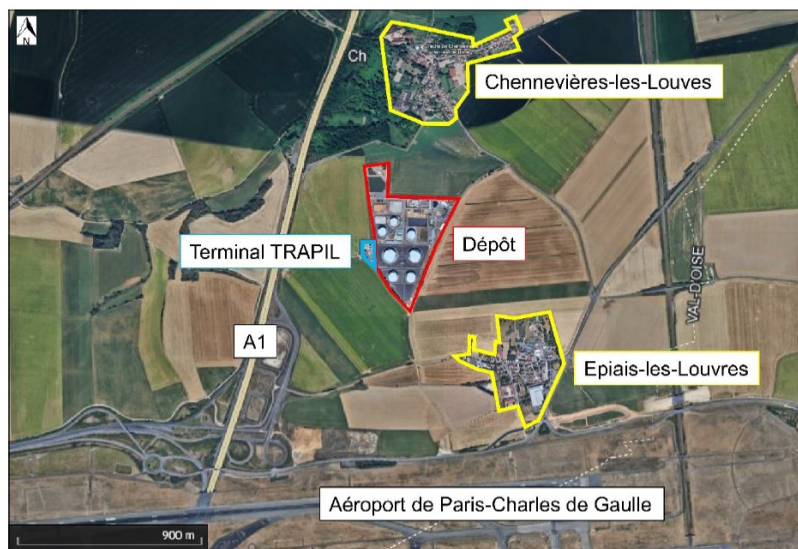 Ch
Chennevières-les-Louves
Terminal TRAPIL
Dépôt
A1
VAL-D'OISE
Epiais-les-Louvres
Aéroport de Paris-Charles de Gaulle
900 m